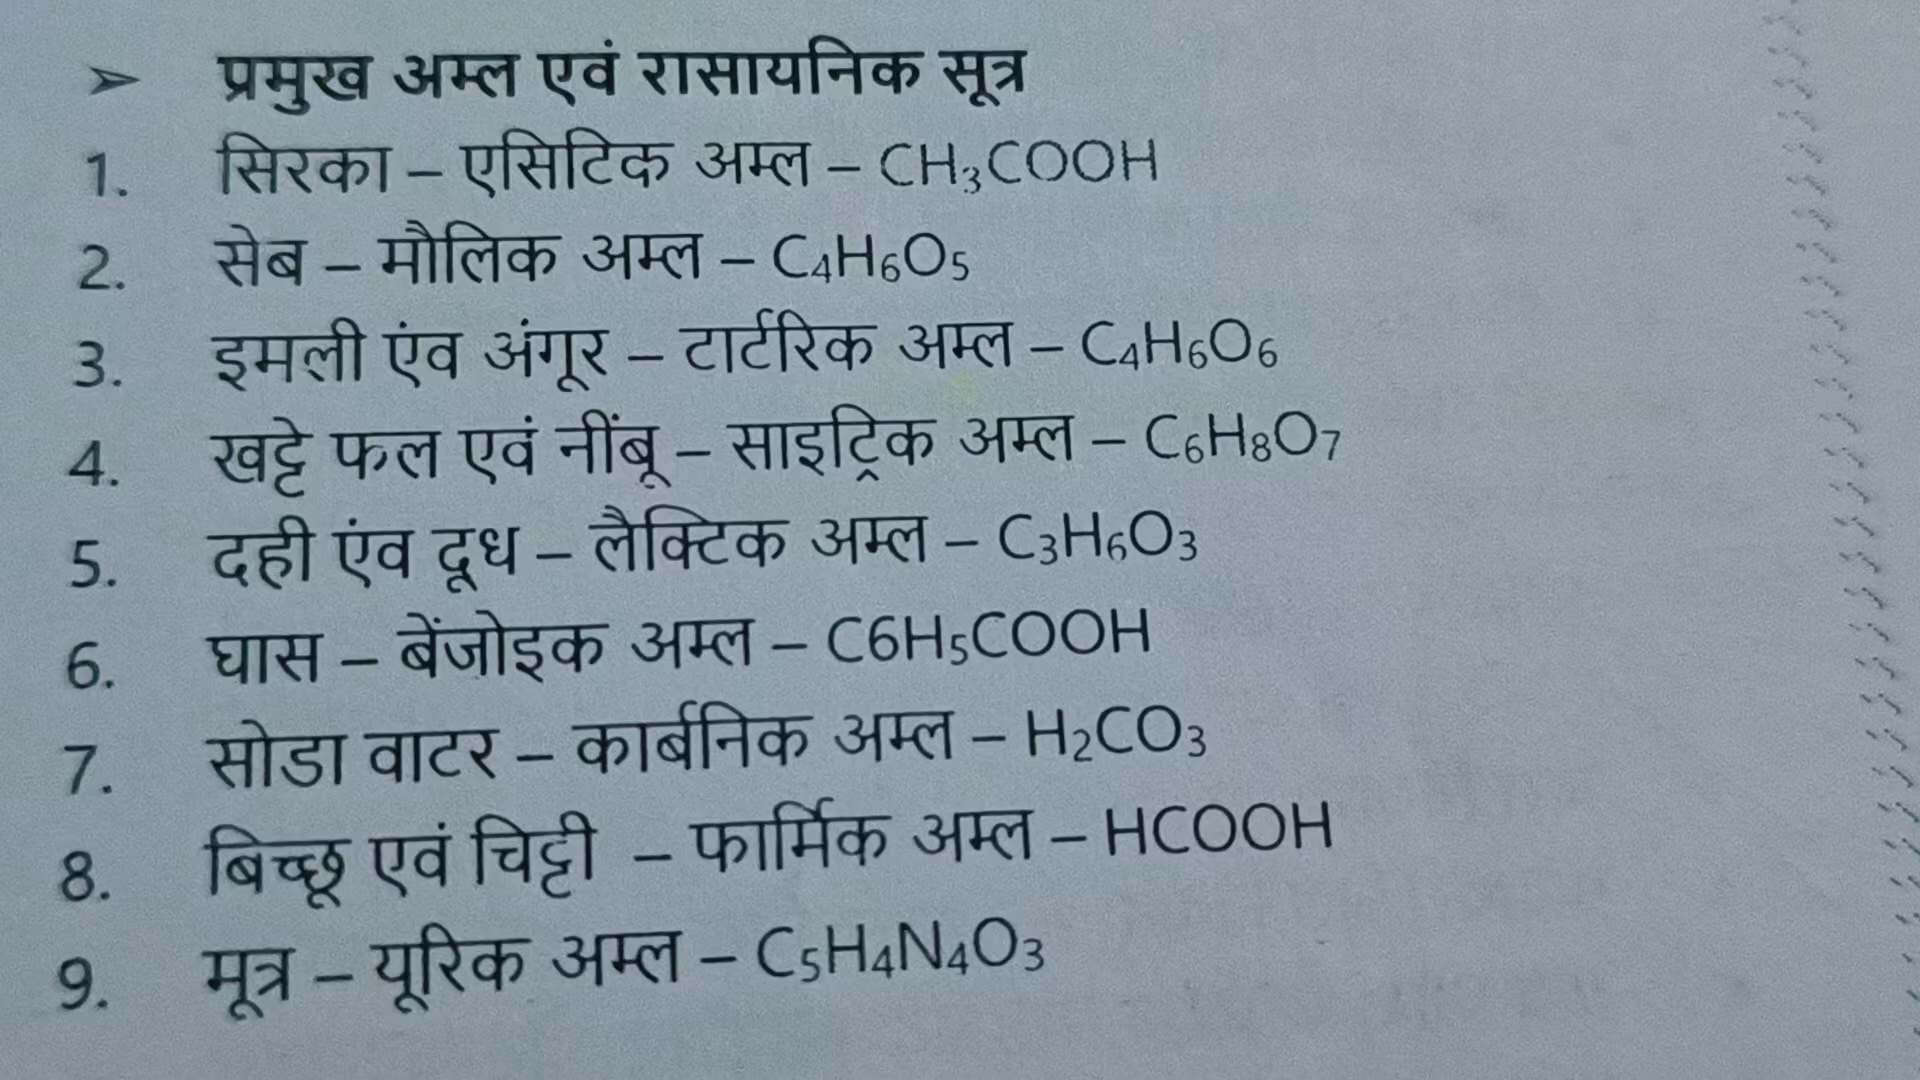 ➢ प्रमुख अम्ल एवं रासायनिक सूत्र
1. सिरका – एसिटिक अम्ल – CH₃COOH
2. सेब – मौलिक अम्ल – C₄H₆O₅
3. इमली एंव अंगूर – टार्टरिक अम्ल – C₄H₆O₆
4. खट्टे फल एवं नींबू – साइट्रिक अम्ल – C₆H₈O₇
5. दही एंव दूध – लैक्टिक अम्ल – C₃H₆O₃
6. घास – बेंजोइक अम्ल – C6H₅COOH
7. सोडा वाटर – कार्बनिक अम्ल – H₂CO₃
8. बिच्छू एवं चिट्टी – फार्मिक अम्ल – HCOOH
9. मूत्र – यूरिक अम्ल – C₅H₄N₄O₃